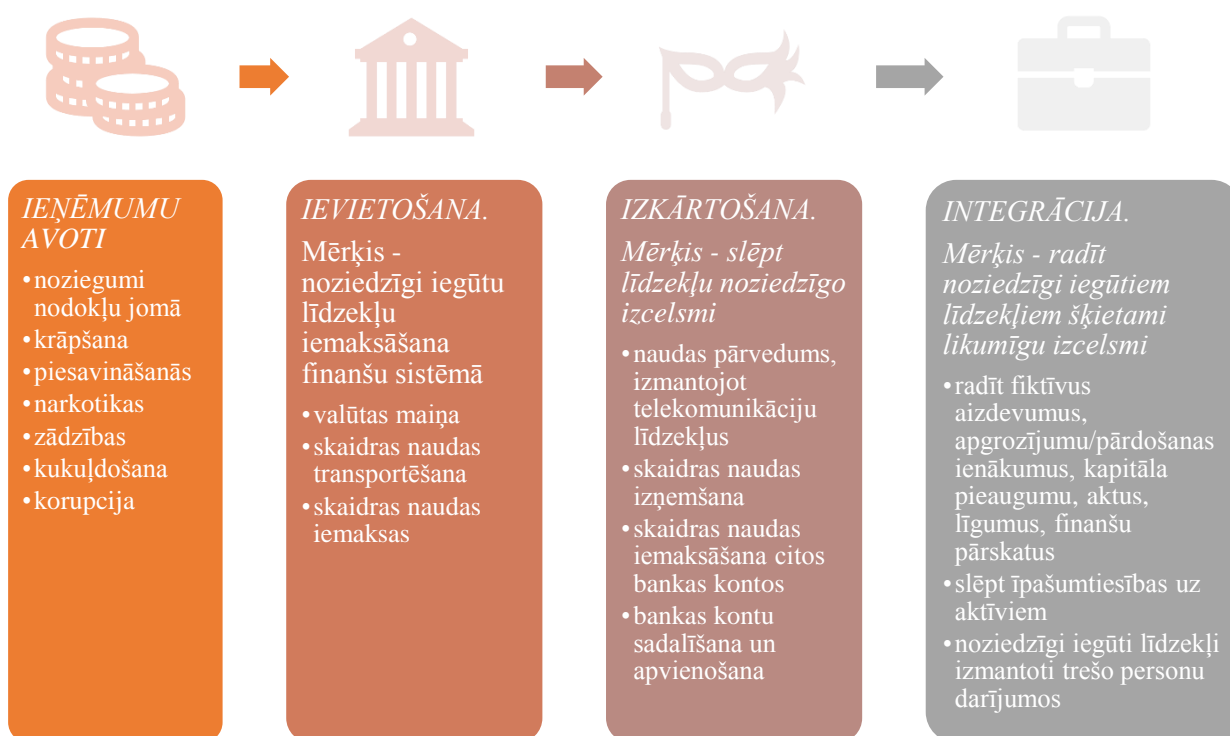 IEŅĒMUMU
AVOTI
•noziegumi
nodokļu jomā
•krāpšana
•piesavināšanās
•narkotikas
•zādzības
•kukuļdošana
•korupcija
IEVIETOŠANA.
Mērķis -
noziedzīgi iegūtu
līdzekļu
iemaksāšana
finanšu sistēmā
•valūtas maiņa
•skaidras naudas
transportēšana
•skaidras naudas
iemaksas
IZKĀRTOŠANA.
Mērķis - slēpt
līdzekļu noziedzīgo
izcelsmi
•naudas pārvedums,
izmantojot
telekomunikāciju
līdzekļus
•skaidras naudas
izņemšana
•skaidras naudas
iemaksāšana citos
bankas kontos
•bankas kontu
sadalīšana un
apvienošana
INTEGRĀCIJA.
Mērķis - radīt
noziedzīgi iegūtiem
līdzekļiem šķietami
likumīgu izcelsmi
•radīt fiktīvus
aizdevumus,
apgrozījumu/pārdošanas
ienākumus, kapitāla
pieaugumu, aktus,
līgumus, finanšu
pārskatus
•slēpt īpašumtiesības uz
aktīviem
•noziedzīgi iegūti līdzekļi
izmantoti trešo personu
darījumos